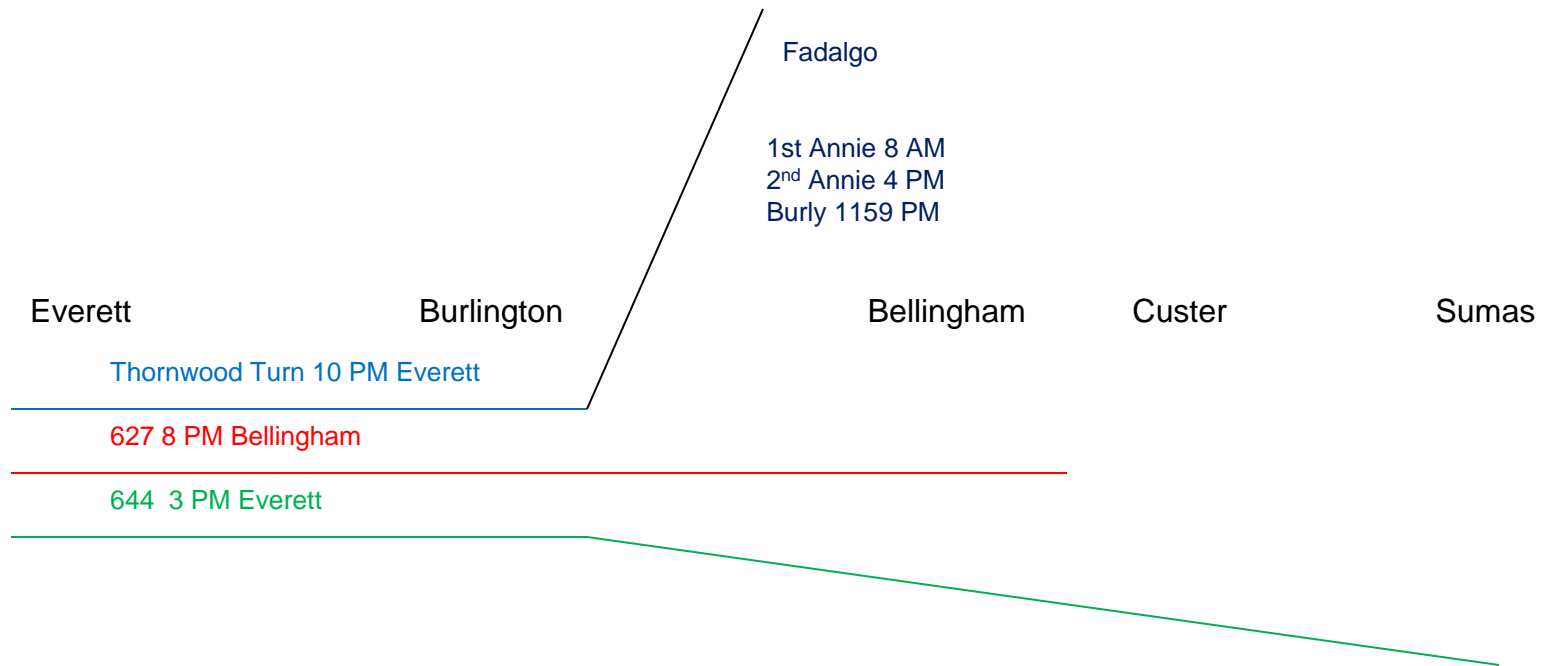 Fadalgo
1st Annie 8 AM
2nd Annie 4 PM
Burly 1159 PM
Everett Burlington Bellingham Custer Sumas
Thornwood Turn 10 PM Everett
627 8 PM Bellingham
644 3 PM Everett